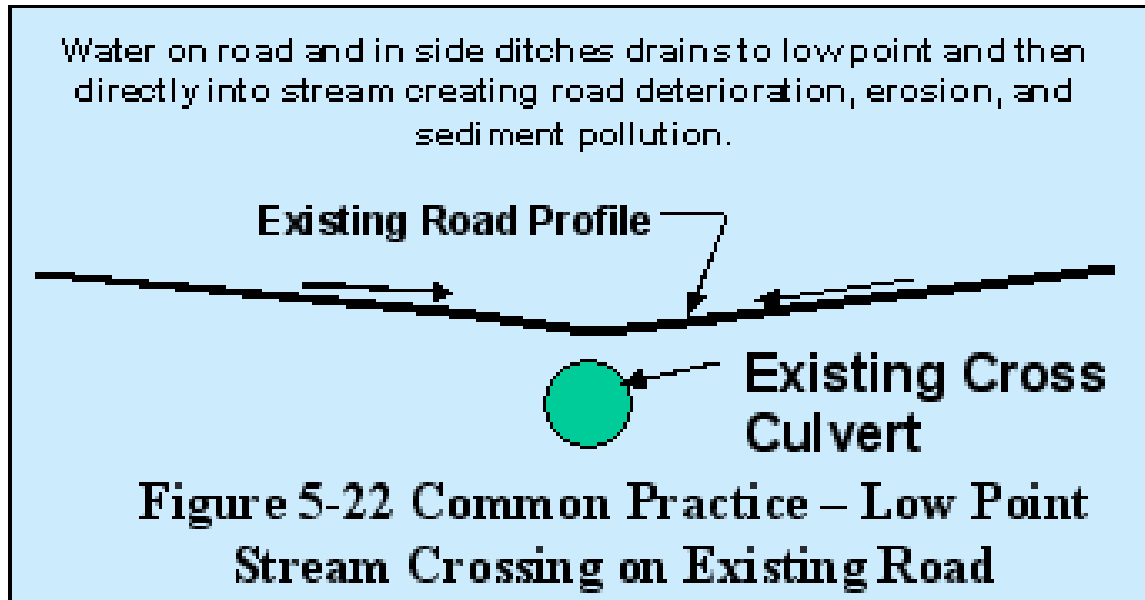 Water on road and in side ditches drains to low point and then
directly into stream creating road deterioration, erosion, and
sediment pollution.
Existing Road Profile
Existing Cross
Culvert
Figure 5-22 Common Practice – Low Point
Stream Crossing on Existing Road